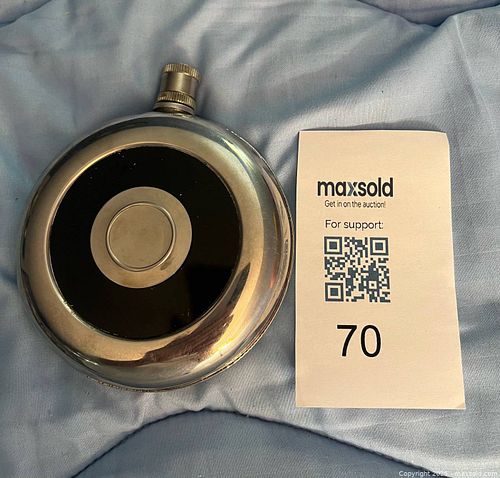 maxsold
Get in on the auction!
For support:
70